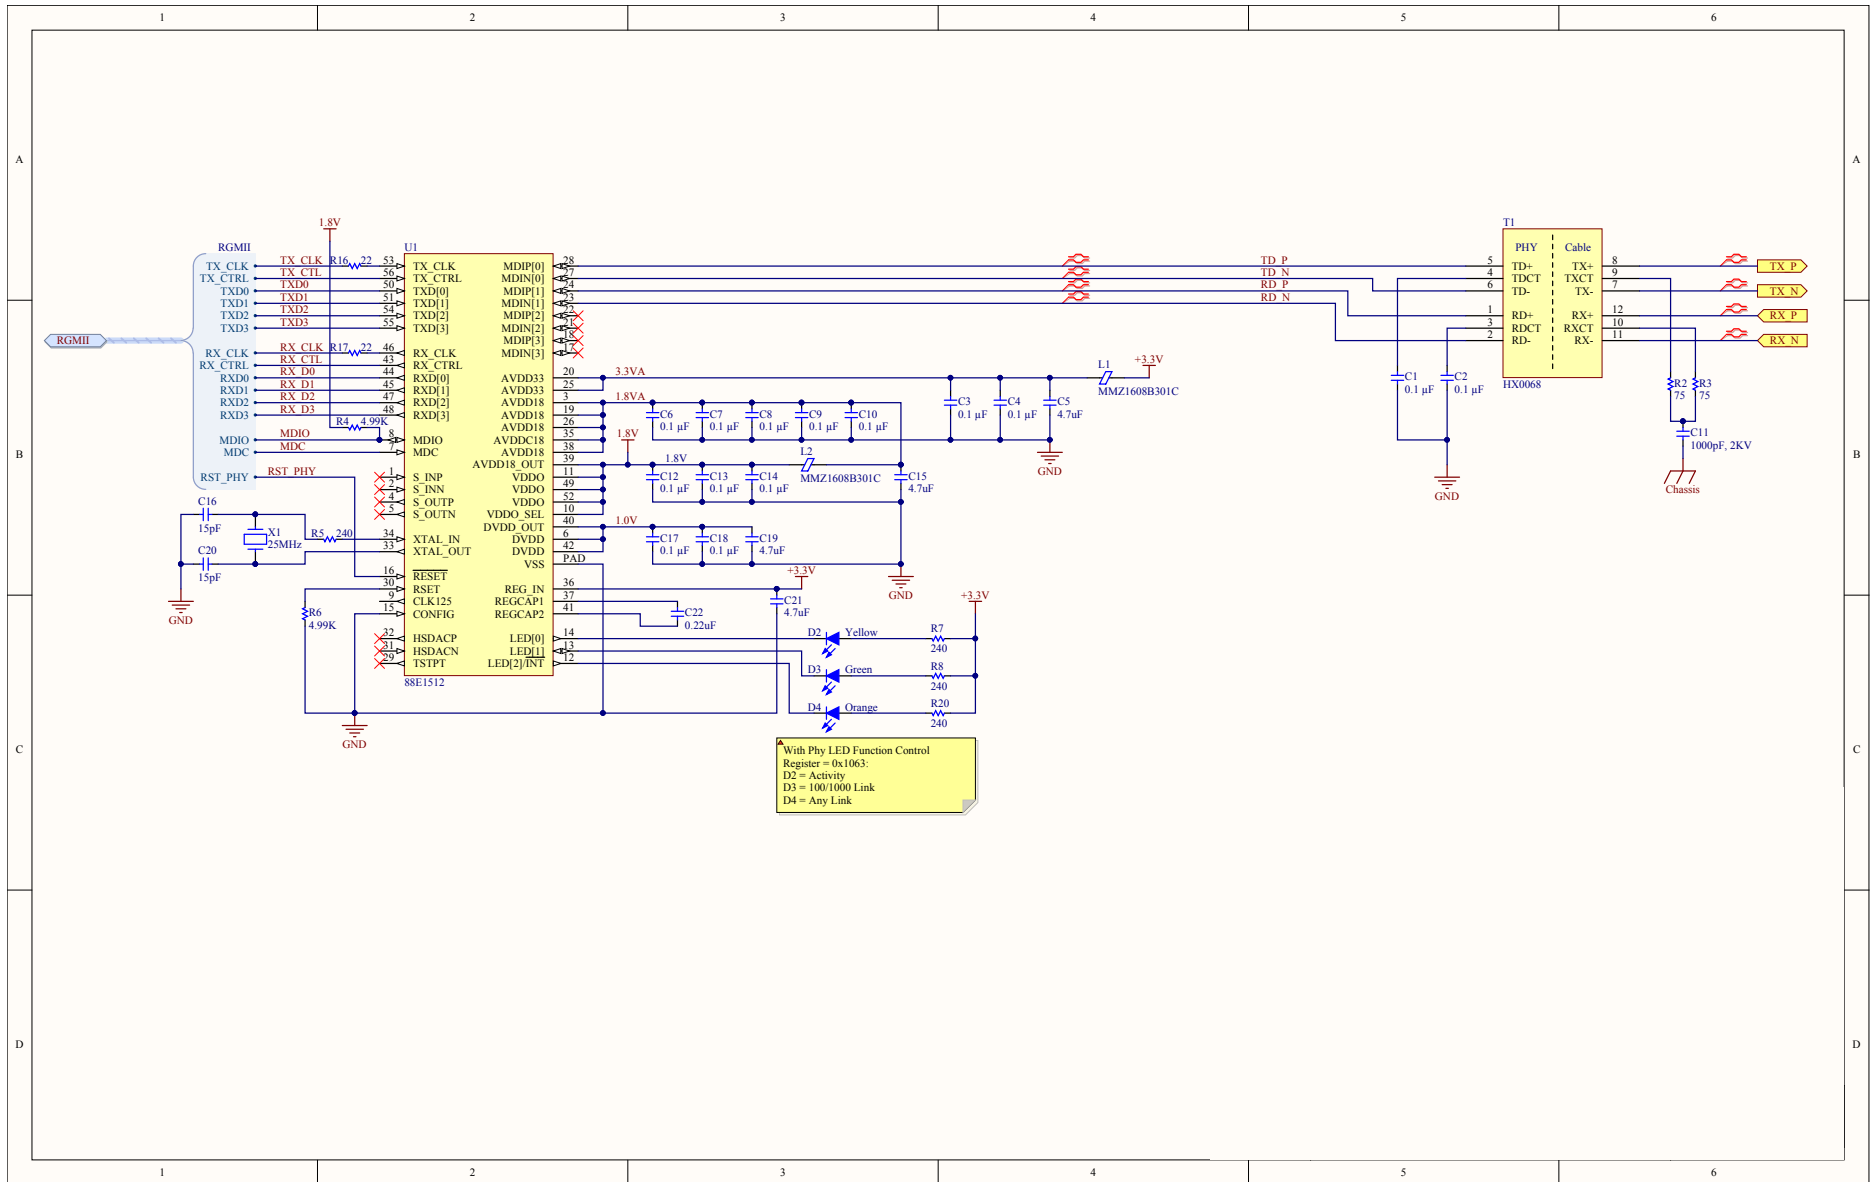 1 2 3 4 5 6
A A
B B
C C
D D
1 2 3 4 5 6
RGMII
RGMII
TX_CLK
TX_CTRL
TXD0
TXD1
TXD2
TXD3
RX_CLK
RX_CTRL
RXD0
RXD1
RXD2
RXD3
MDIO
MDC
RST_PHY
1.8V
TX_CLK R16 22 53
TX_CTL 56
TXD0 50
TXD1 51
TXD2 54
TXD3 55
RX_CLK R17 22 46
RX_CTL 43
RX_D0 44
RX_D1 45
RX_D2 47
RX_D3 48
R4 4.99K
MDIO 8
MDC 7
RST_PHY 1
2
4
5
C16
15pF
X1
25MHz
C20
15pF
R5 240 34
33
16
30
9
15
32
31
29
GND
R6
4.99K
GND
U1
TX_CLK MDIP[0] 28
TX_CTRL MDIN[0] 27
TXD[0] MDIP[1] 24
TXD[1] MDIN[1] 23
TXD[2] MDIP[2] 22
TXD[3] MDIN[2] 21
MDIP[3] 18
RX_CLK MDIN[3] 17
RX_CTRL
RXD[0] AVDD33 20
RXD[1] AVDD33 25
RXD[2] AVDD18 3
RXD[3] AVDD18 19
AVDD18 26
MDIO AVDDC18 35
MDC AVDD18 38
AVDD18_OUT 39
S_INP VDDO 11
S_INN VDDO 49
S_OUTP VDDO 52
S_OUTN VDDO_SEL 10
DVDD_OUT 40
XTAL_IN DVDD 6
XTAL_OUT DVDD 42
VSS PAD
RESET
RSET REG_IN 36
CLK125 REGCAP1 37
CONFIG REGCAP2 41
HSDACP LED[0] 14
HSDACN LED[1] 13
TSTPT LED[2]/INT 12
88E1512
TD_P
TD_N
RD_P
RD_N
3.3VA
L1
MMZ1608B301C
+3.3V
C3
0.1 µF
C4
0.1 µF
C5
4.7uF
GND
1.8VA
C6
0.1 µF
C7
0.1 µF
C8
0.1 µF
C9
0.1 µF
C10
0.1 µF
1.8V
1.8V
L2
MMZ1608B301C
C12
0.1 µF
C13
0.1 µF
C14
0.1 µF
C15
4.7uF
1.0V
C17
0.1 µF
C18
0.1 µF
C19
4.7uF
GND
+3.3V
C21
4.7uF
C22
0.22uF
+3.3V
D2 Yellow R7
240
D3 Green R8
240
D4 Orange R20
240
With Phy LED Function Control
Register = 0x1063:
D2 = Activity
D3 = 100/1000 Link
D4 = Any Link
T1
PHY Cable
5 TD+ TX+ 8
4 TDCT TXCT 9
6 TD- TX- 7
1 RD+ RX+ 12
3 RDCT RXCT 10
2 RD- RX- 11
HX0068
C1
0.1 µF
C2
0.1 µF
GND
R2
75
R3
75
C11
1000pF, 2KV
Chassis
TX_P
TX_N
RX_P
RX_N